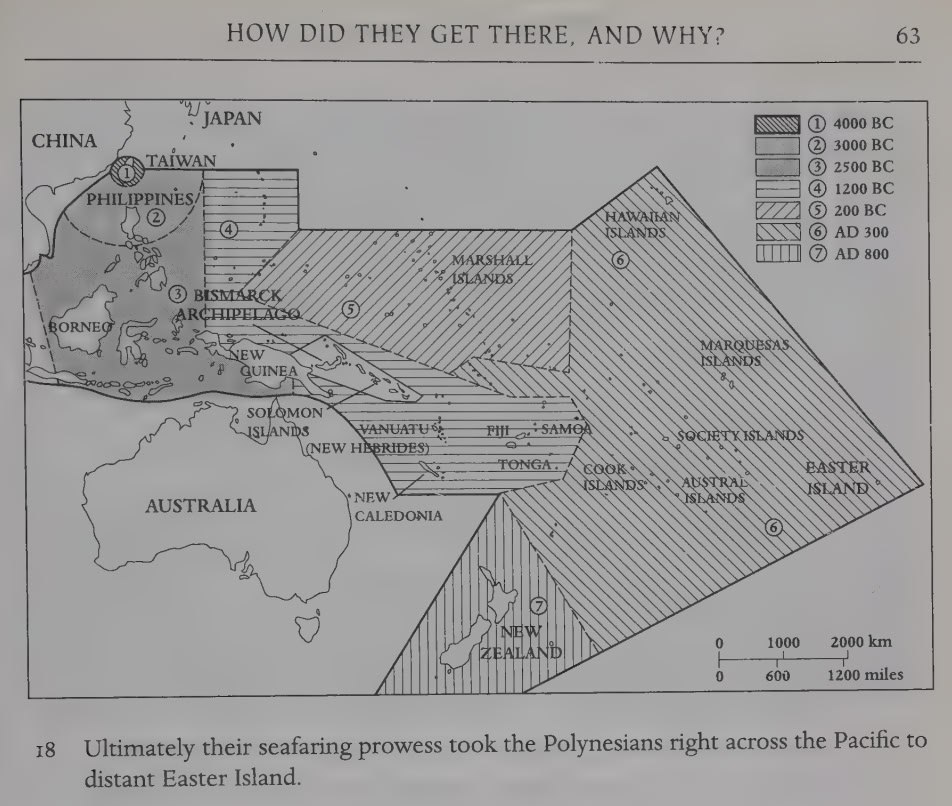 HOW DID THEY GET THERE, AND WHY?
63
CHINA
JAPAN
TAIWAN
①
PHILIPPINES
②
④
③
BISMARCK
ARCHIPELAGO
BORNEO
NEW
GUINEA
⑤
MARSHALL
ISLANDS
HAWAIIAN
ISLANDS
⑥
① 4000 BC
② 3000 BC
③ 2500 BC
④ 1200 BC
⑤ 200 BC
⑥ AD 300
⑦ AD 800
MARQUESAS
ISLANDS
SOLOMON
ISLANDS
VANUATU
(NEW HEBRIDES)
FIJI
SAMOA
TONGA
SOCIETY ISLANDS
COOK
ISLANDS
AUSTRAL
ISLANDS
EASTER
ISLAND
AUSTRALIA
NEW
CALEDONIA
⑥
⑦
NEW
ZEALAND
0 1000 2000 km
0 600 1200 miles
18 Ultimately their seafaring prowess took the Polynesians right across the Pacific to
distant Easter Island.